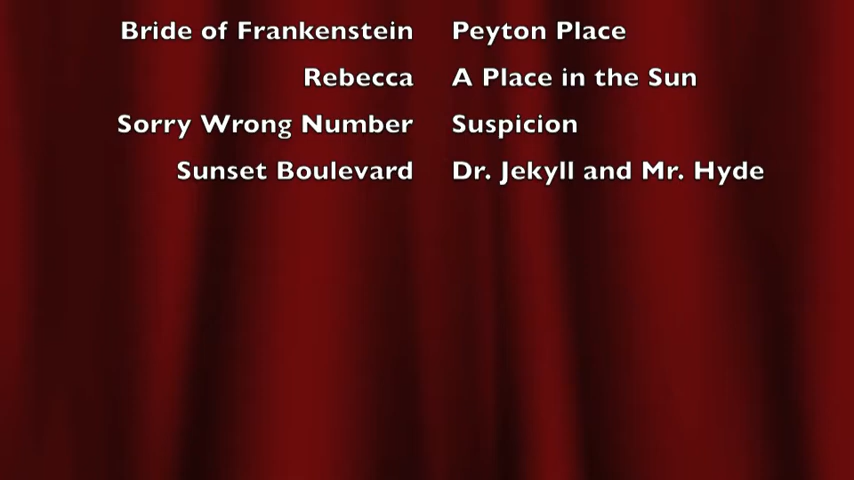 Bride of Frankenstein Peyton Place
Rebecca A Place in the Sun
Sorry Wrong Number Suspicion
Sunset Boulevard Dr. Jekyll and Mr. Hyde